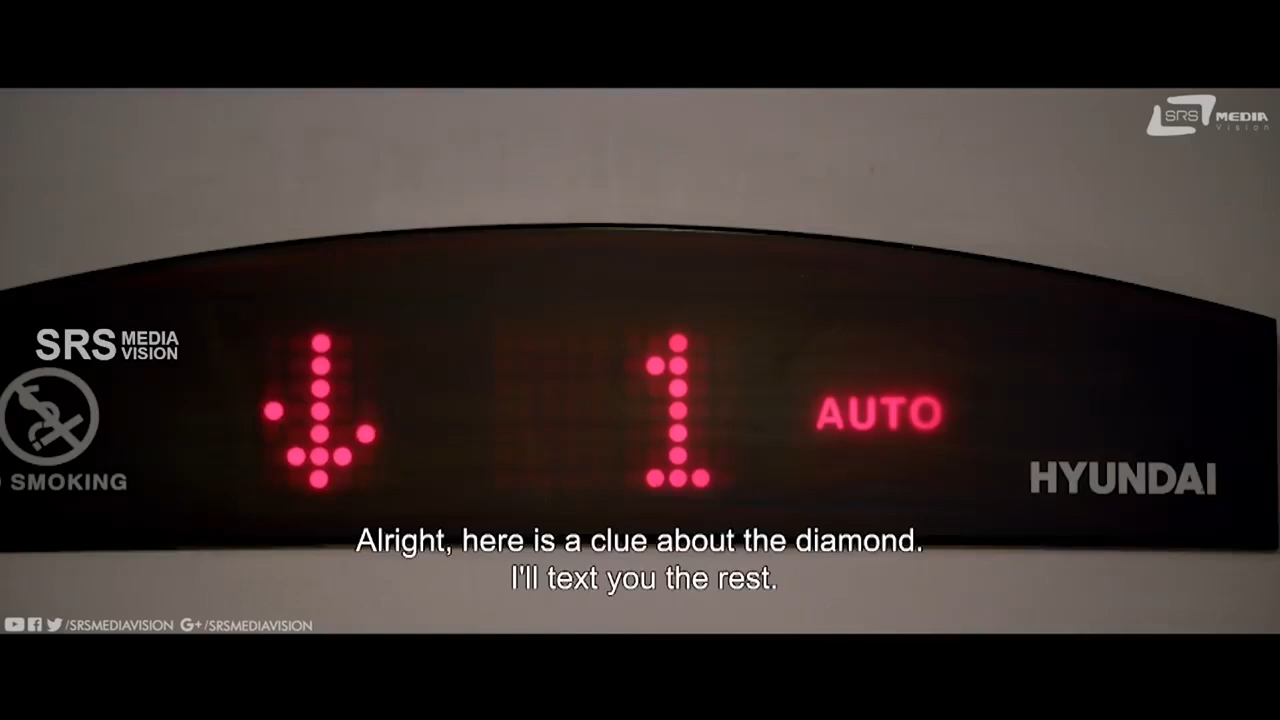 SRS
MEDIA
Vision
SRS MEDIA VISION
1
AUTO
SMOKING
HYUNDAI
Alright, here is a clue about the diamond.
I'll text you the rest.
/SRSMEDIAVISION G+/SRSMEDIAVISION